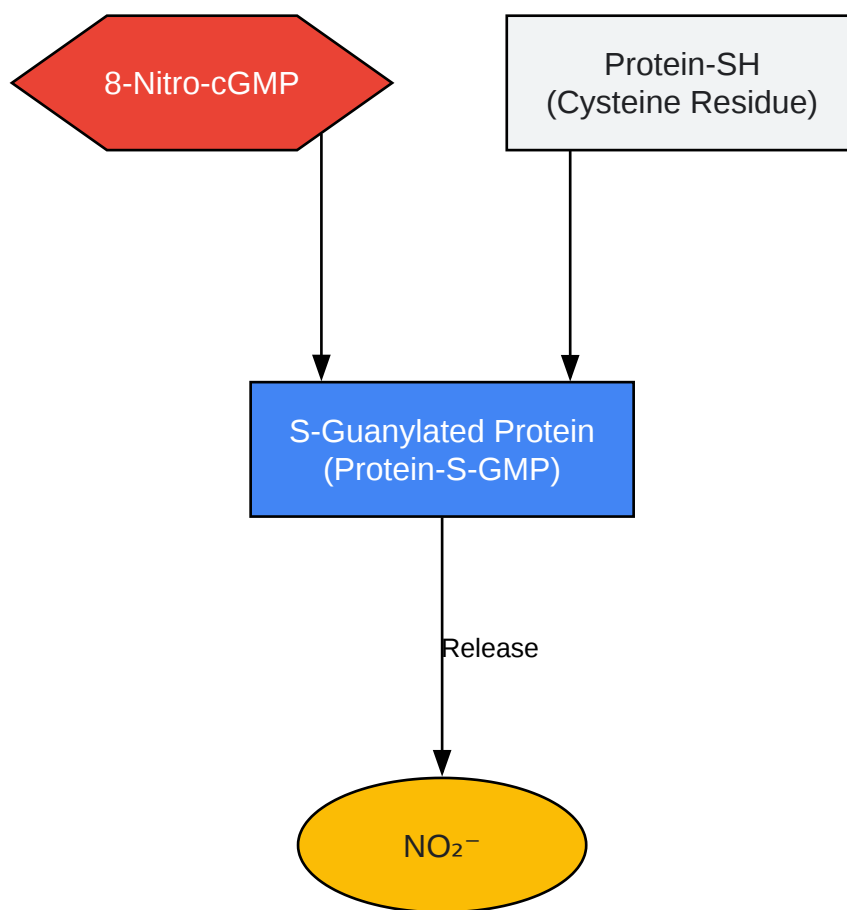 8-Nitro-cGMP
Protein-SH
(Cysteine Residue)
S-Guanylated Protein
(Protein-S-GMP)
Release
NO₂⁻